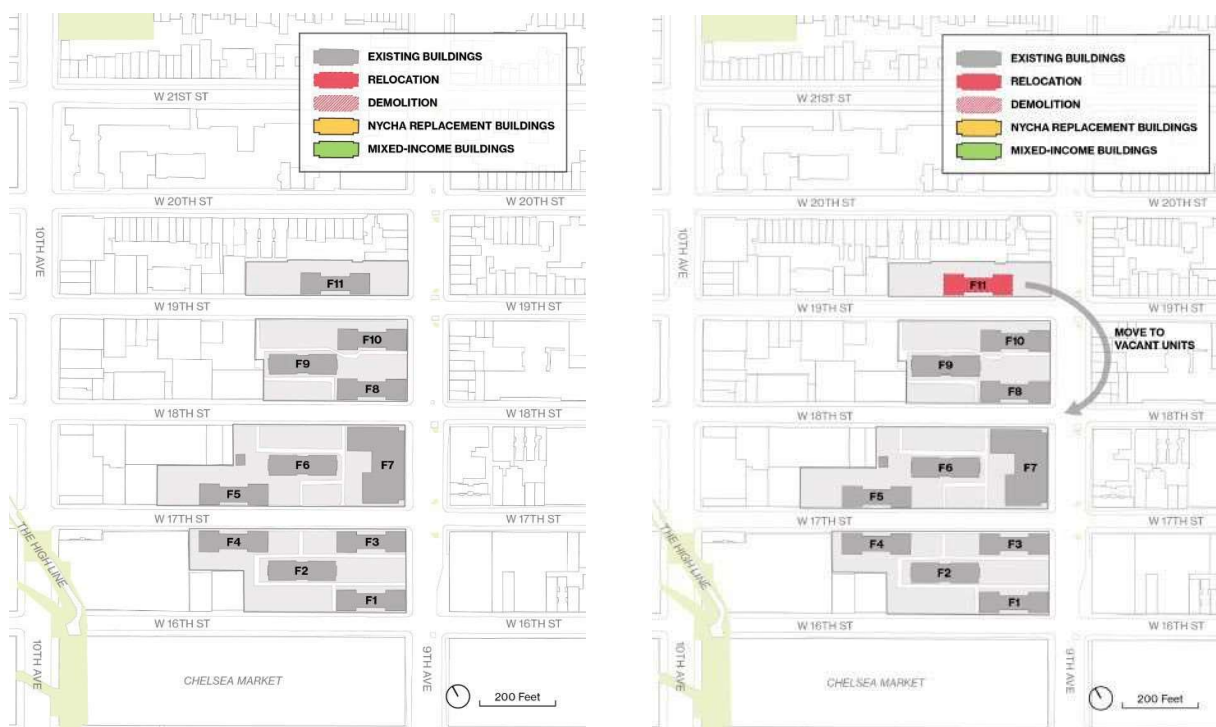 EXISTING BUILDINGS
RELOCATION
DEMOLITION
NYCHA REPLACEMENT BUILDINGS
MIXED-INCOME BUILDINGS
W 21ST ST
W 20TH ST
W 20TH ST
10TH AVE
F11
W 19TH ST
W 19TH ST
F10
F9
F8
W 18TH ST
W 18TH ST
F7
F6
F5
W 17TH ST
W 17TH ST
THE HIGH LINE
F4
F3
F2
F1
W 16TH ST
W 16TH ST
10TH AVE
CHELSEA MARKET
9TH AVE
200 Feet
EXISTING BUILDINGS
RELOCATION
DEMOLITION
NYCHA REPLACEMENT BUILDINGS
MIXED-INCOME BUILDINGS
W 21ST ST
W 20TH ST
W 20TH ST
10TH AVE
F11
W 19TH ST
W 19TH ST
MOVE TO
VACANT UNITS
F10
F9
F8
W 18TH ST
W 18TH ST
F7
F6
F5
W 17TH ST
W 17TH ST
THE HIGH LINE
F4
F3
F2
F1
W 16TH ST
W 16TH ST
10TH AVE
CHELSEA MARKET
9TH AVE
200 Feet